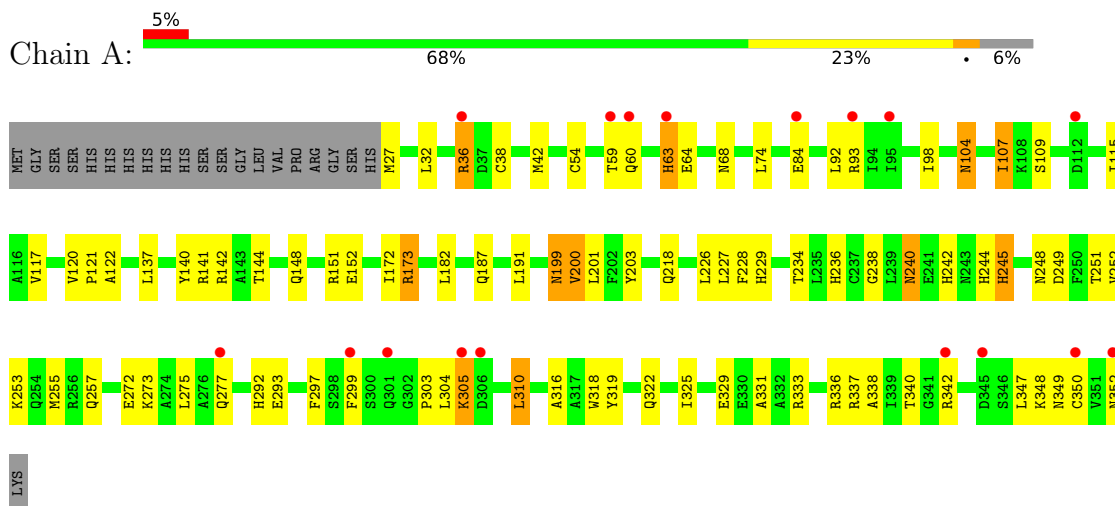 5%
Chain A:
68% 23% • 6%
MET GLY SER SER HIS HIS HIS HIS HIS HIS SER SER GLY LEU VAL PRO ARG GLY SER HIS M27 L32 R36 D37 C38 M42 C54 T59 Q60 H63 E64 N68 L74 E84 L92 R93 I94 I95 I98 N104 I107 K108 S109 D112 I115
A116 V117 V120 P121 A122 L137 Y140 R141 R142 A143 T144 Q148 R151 E152 I172 R173 L182 Q187 L191 N199 V200 L201 F202 Y203 Q218 L226 L227 F228 H229 T234 L235 H236 C237 G238 L239 N240 E241 H242 N243 H244 H245 N248 D249 F250 T251 V252
K253 Q254 M255 R256 Q257 E272 K273 A274 L275 A276 Q277 H292 E293 F297 S298 F299 S300 Q301 G302 P303 L304 K305 D306 L310 A316 A317 W318 Y319 Q322 I325 E329 E330 A331 A332 R333 R336 R337 A338 I339 T340 G341 R342 D345 S346 L347 K348 N349 C350 V351 N352
LYS